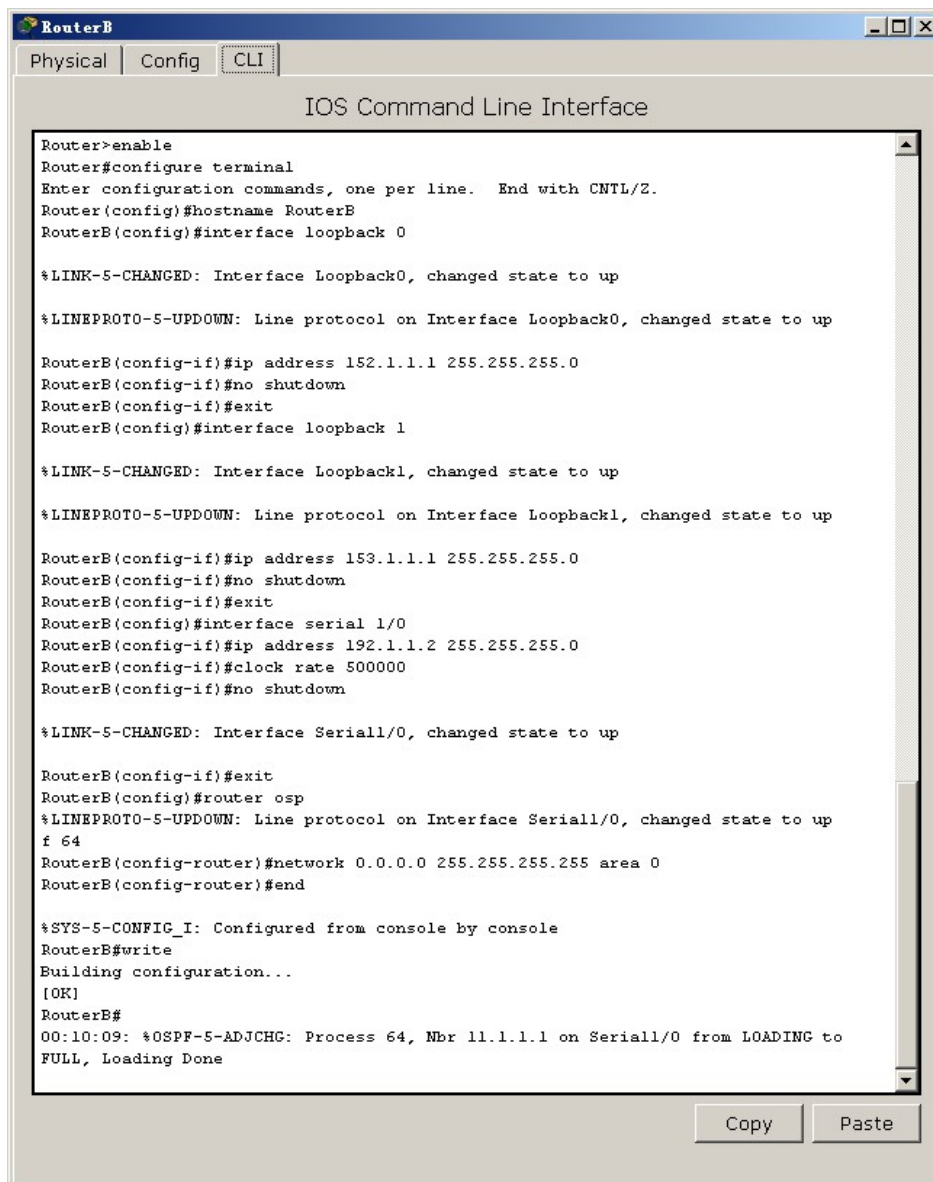 RouterB
Physical Config CLI
IOS Command Line Interface
Router>enable
Router#configure terminal
Enter configuration commands, one per line.  End with CNTL/Z.
Router(config)#hostname RouterB
RouterB(config)#interface loopback 0
%LINK-5-CHANGED: Interface Loopback0, changed state to up
%LINEPROTO-5-UPDOWN: Line protocol on Interface Loopback0, changed state to up
RouterB(config-if)#ip address 152.1.1.1 255.255.255.0
RouterB(config-if)#no shutdown
RouterB(config-if)#exit
RouterB(config)#interface loopback 1
%LINK-5-CHANGED: Interface Loopback1, changed state to up
%LINEPROTO-5-UPDOWN: Line protocol on Interface Loopback1, changed state to up
RouterB(config-if)#ip address 153.1.1.1 255.255.255.0
RouterB(config-if)#no shutdown
RouterB(config-if)#exit
RouterB(config)#interface serial 1/0
RouterB(config-if)#ip address 192.1.1.2 255.255.255.0
RouterB(config-if)#clock rate 500000
RouterB(config-if)#no shutdown
%LINK-5-CHANGED: Interface Serial1/0, changed state to up
RouterB(config-if)#exit
RouterB(config)#router osp
%LINEPROTO-5-UPDOWN: Line protocol on Interface Serial1/0, changed state to up
f 64
RouterB(config-router)#network 0.0.0.0 255.255.255.255 area 0
RouterB(config-router)#end
%SYS-5-CONFIG_I: Configured from console by console
RouterB#write
Building configuration...
[OK]
RouterB#
00:10:09: %OSPF-5-ADJCHG: Process 64, Nbr 11.1.1.1 on Serial1/0 from LOADING to
FULL, Loading Done
Copy Paste